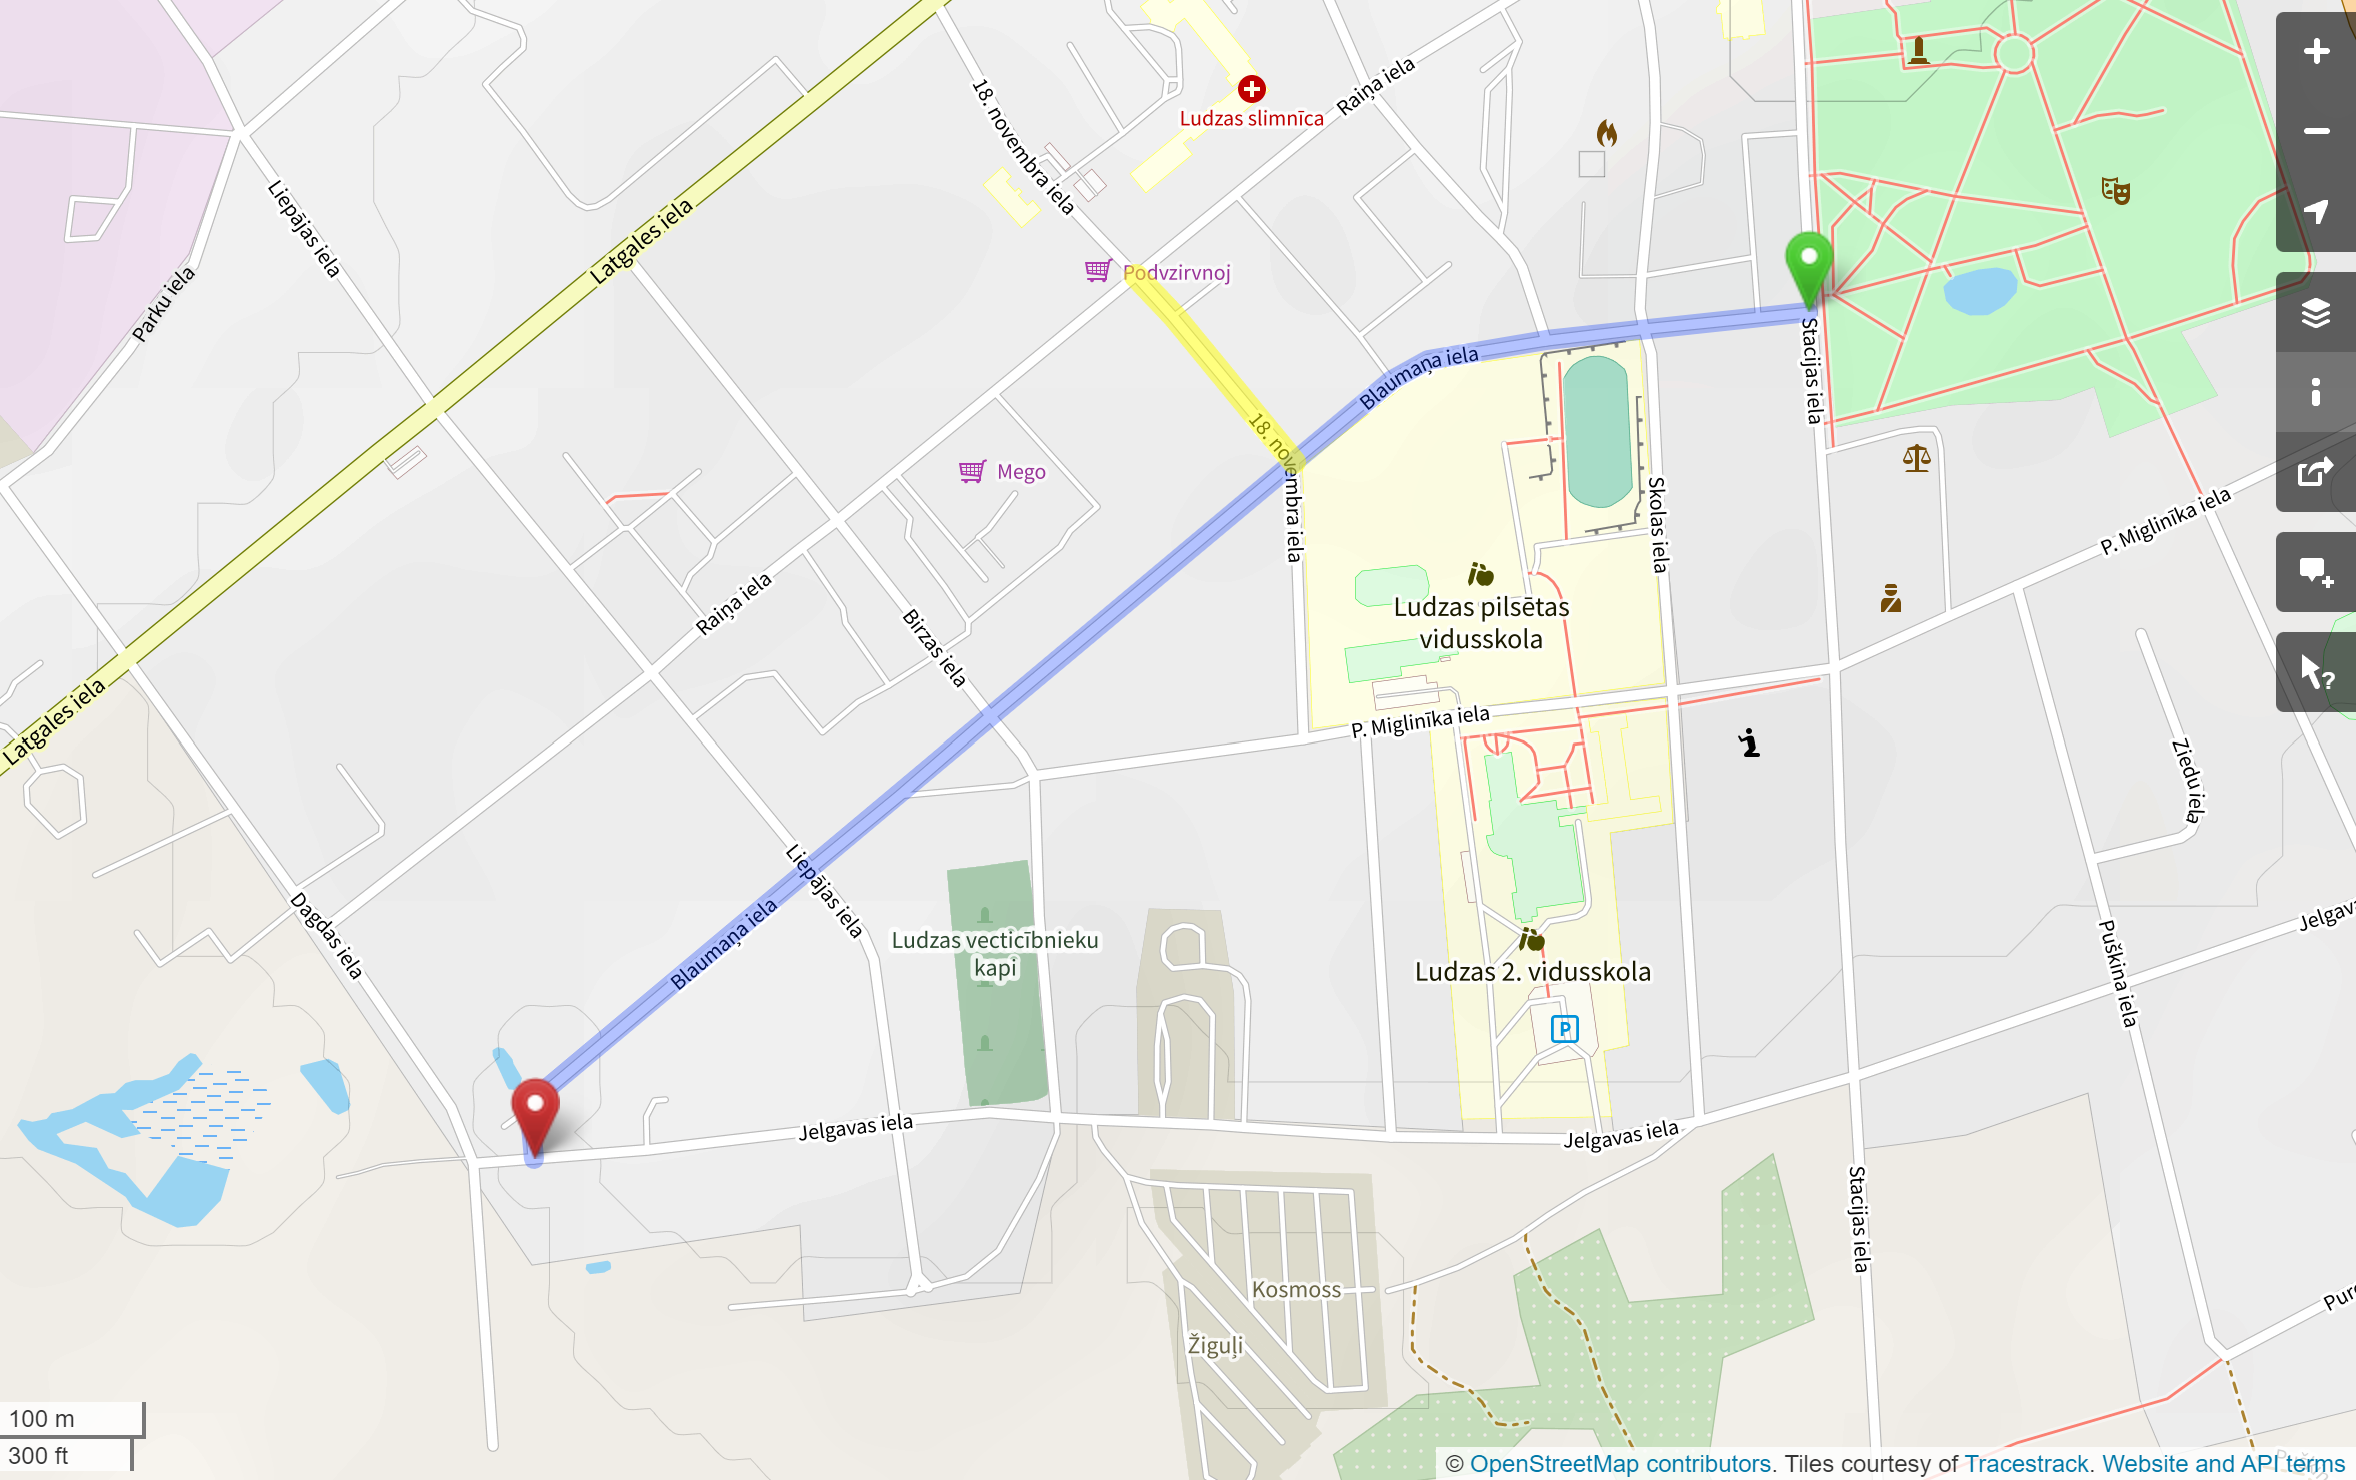 18. novembra iela
Raiņa iela
Ludzas slimnīca
Liepājas iela
Latgales iela
Parku iela
Podvzirvnoj
Blaumaņa iela
Stacijas iela
18. novembra iela
Mego
Skolas iela
P. Miglinīka iela
Raiņa iela
Birzas iela
Ludzas pilsētas
vidusskola
Latgales iela
P. Miglinīka iela
Ziedu iela
Liepājas iela
Blaumaņa iela
Dagdas iela
Ludzas vecticībnieku
kapi
Ludzas 2. vidusskola
P
Puškina iela
Jelgava
Jelgavas iela
Jelgavas iela
Stacijas iela
Kosmoss
Žiguļi
Pur
100 m
300 ft
© OpenStreetMap contributors. Tiles courtesy of Tracestrack. Website and API terms